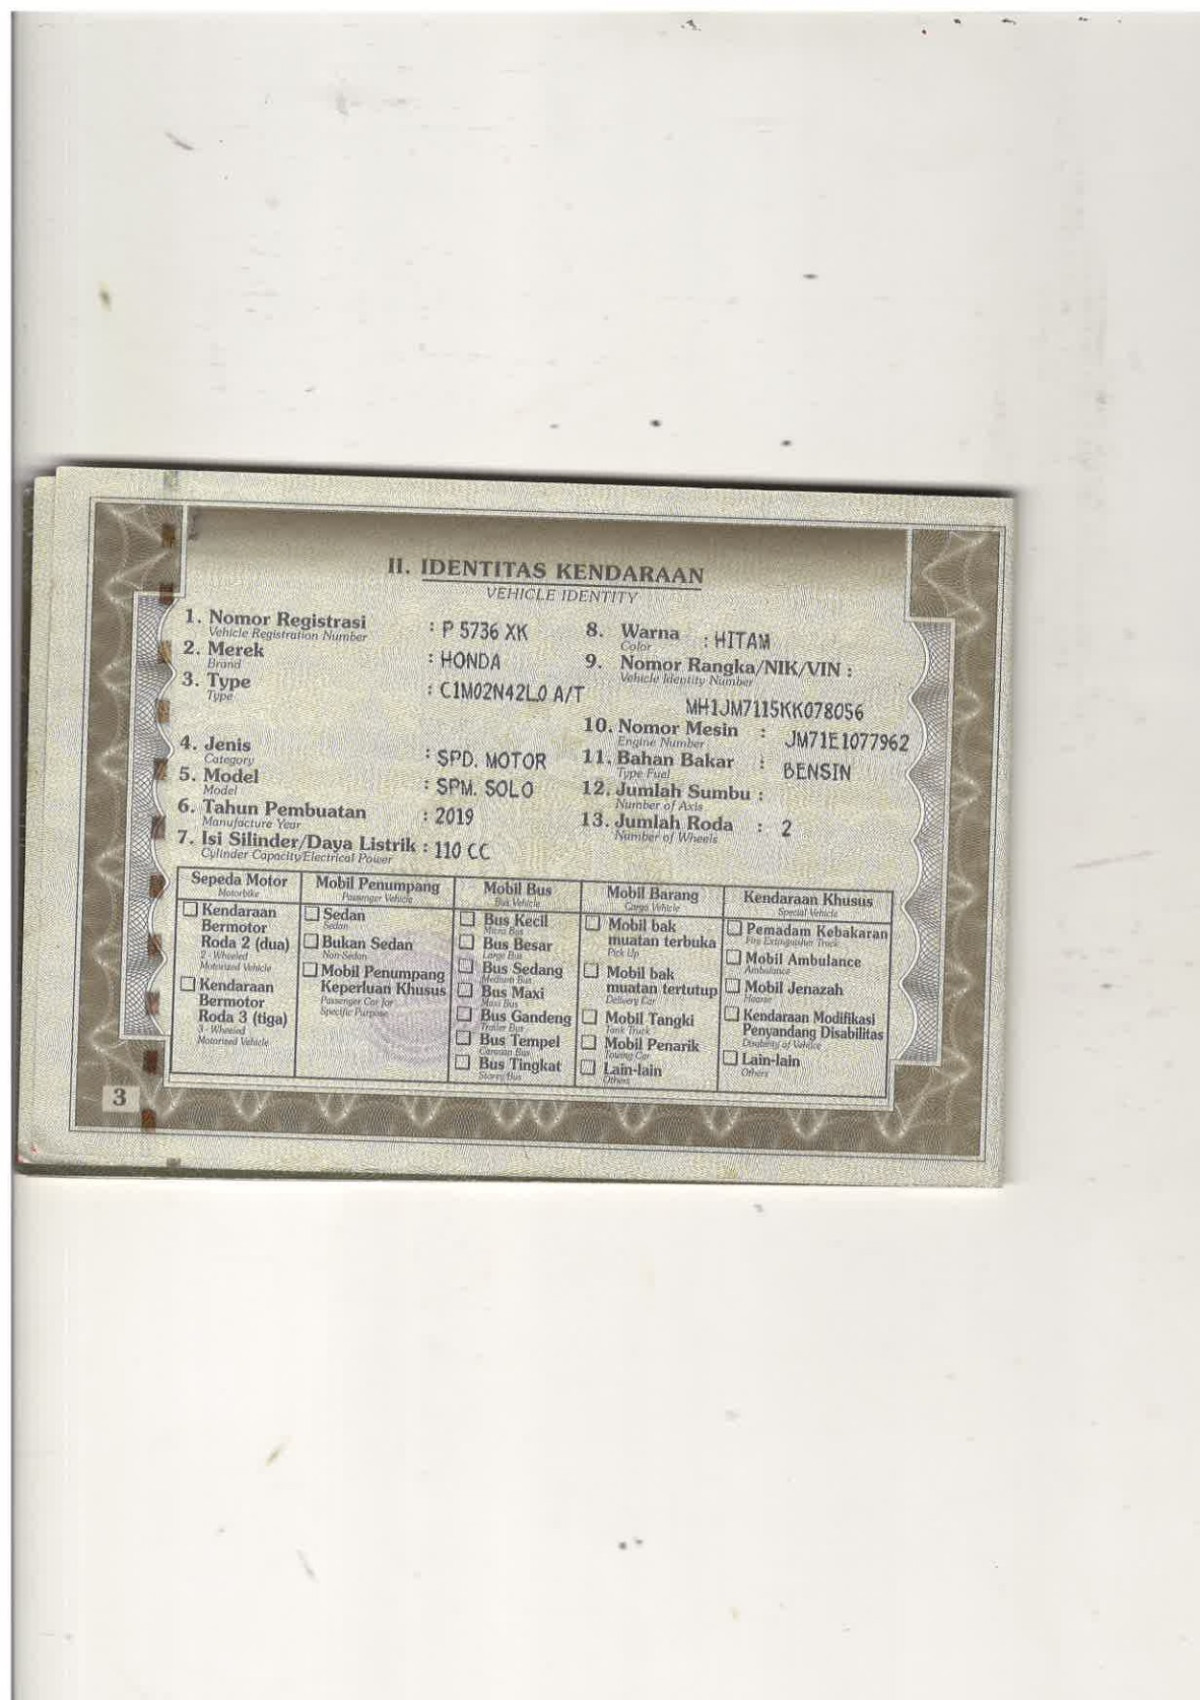 II. IDENTITAS KENDARAAN
VEHICLE IDENTITY
1. Nomor Registrasi : P 5736 XK
Vehicle Registration Number
2. Merek : HONDA
Brand
3. Type : C1M02N42L0 A/T
Type
4. Jenis : SPD. MOTOR
Category
5. Model : SPM. SOLO
Model
6. Tahun Pembuatan : 2019
Manufacture Year
7. Isi Silinder/Daya Listrik : 110 CC
Cylinder Capacity/Electrical Power
8. Warna : HITAM
Color
9. Nomor Rangka/NIK/VIN :
Vehicle Identity Number
MH1JM7115KK078056
10. Nomor Mesin : JM71E1077962
Engine Number
11. Bahan Bakar : BENSIN
Type Fuel
12. Jumlah Sumbu :
Number of Axis
13. Jumlah Roda : 2
Number of Wheels
Sepeda Motor
Motorbike
Kendaraan
Bermotor
Roda 2 (dua)
2 - Wheeled
Motorized Vehicle
Kendaraan
Bermotor
Roda 3 (tiga)
3 - Wheeled
Motorized Vehicle
Mobil Penumpang
Passenger Vehicle
Sedan
Sedan
Bukan Sedan
Non-Sedan
Mobil Penumpang
Keperluan Khusus
Passenger Car for
Specific Purpose
Mobil Bus
Bus Vehicle
Bus Kecil
Micro Bus
Bus Besar
Large Bus
Bus Sedang
Medium Bus
Bus Maxi
Maxi Bus
Bus Gandeng
Trailer Bus
Bus Tempel
Caravan Bus
Bus Tingkat
Storey Bus
Mobil Barang
Cargo Vehicle
Mobil bak
muatan terbuka
Pick Up
Mobil bak
muatan tertutup
Delivery Car
Mobil Tangki
Tank Truck
Mobil Penarik
Towing Car
Lain-lain
Others
Kendaraan Khusus
Special Vehicle
Pemadam Kebakaran
Fire Extinguisher Truck
Mobil Ambulance
Ambulance
Mobil Jenazah
Hearse
Kendaraan Modifikasi
Penyandang Disabilitas
of Vehicle
Lain-lain
Others
3